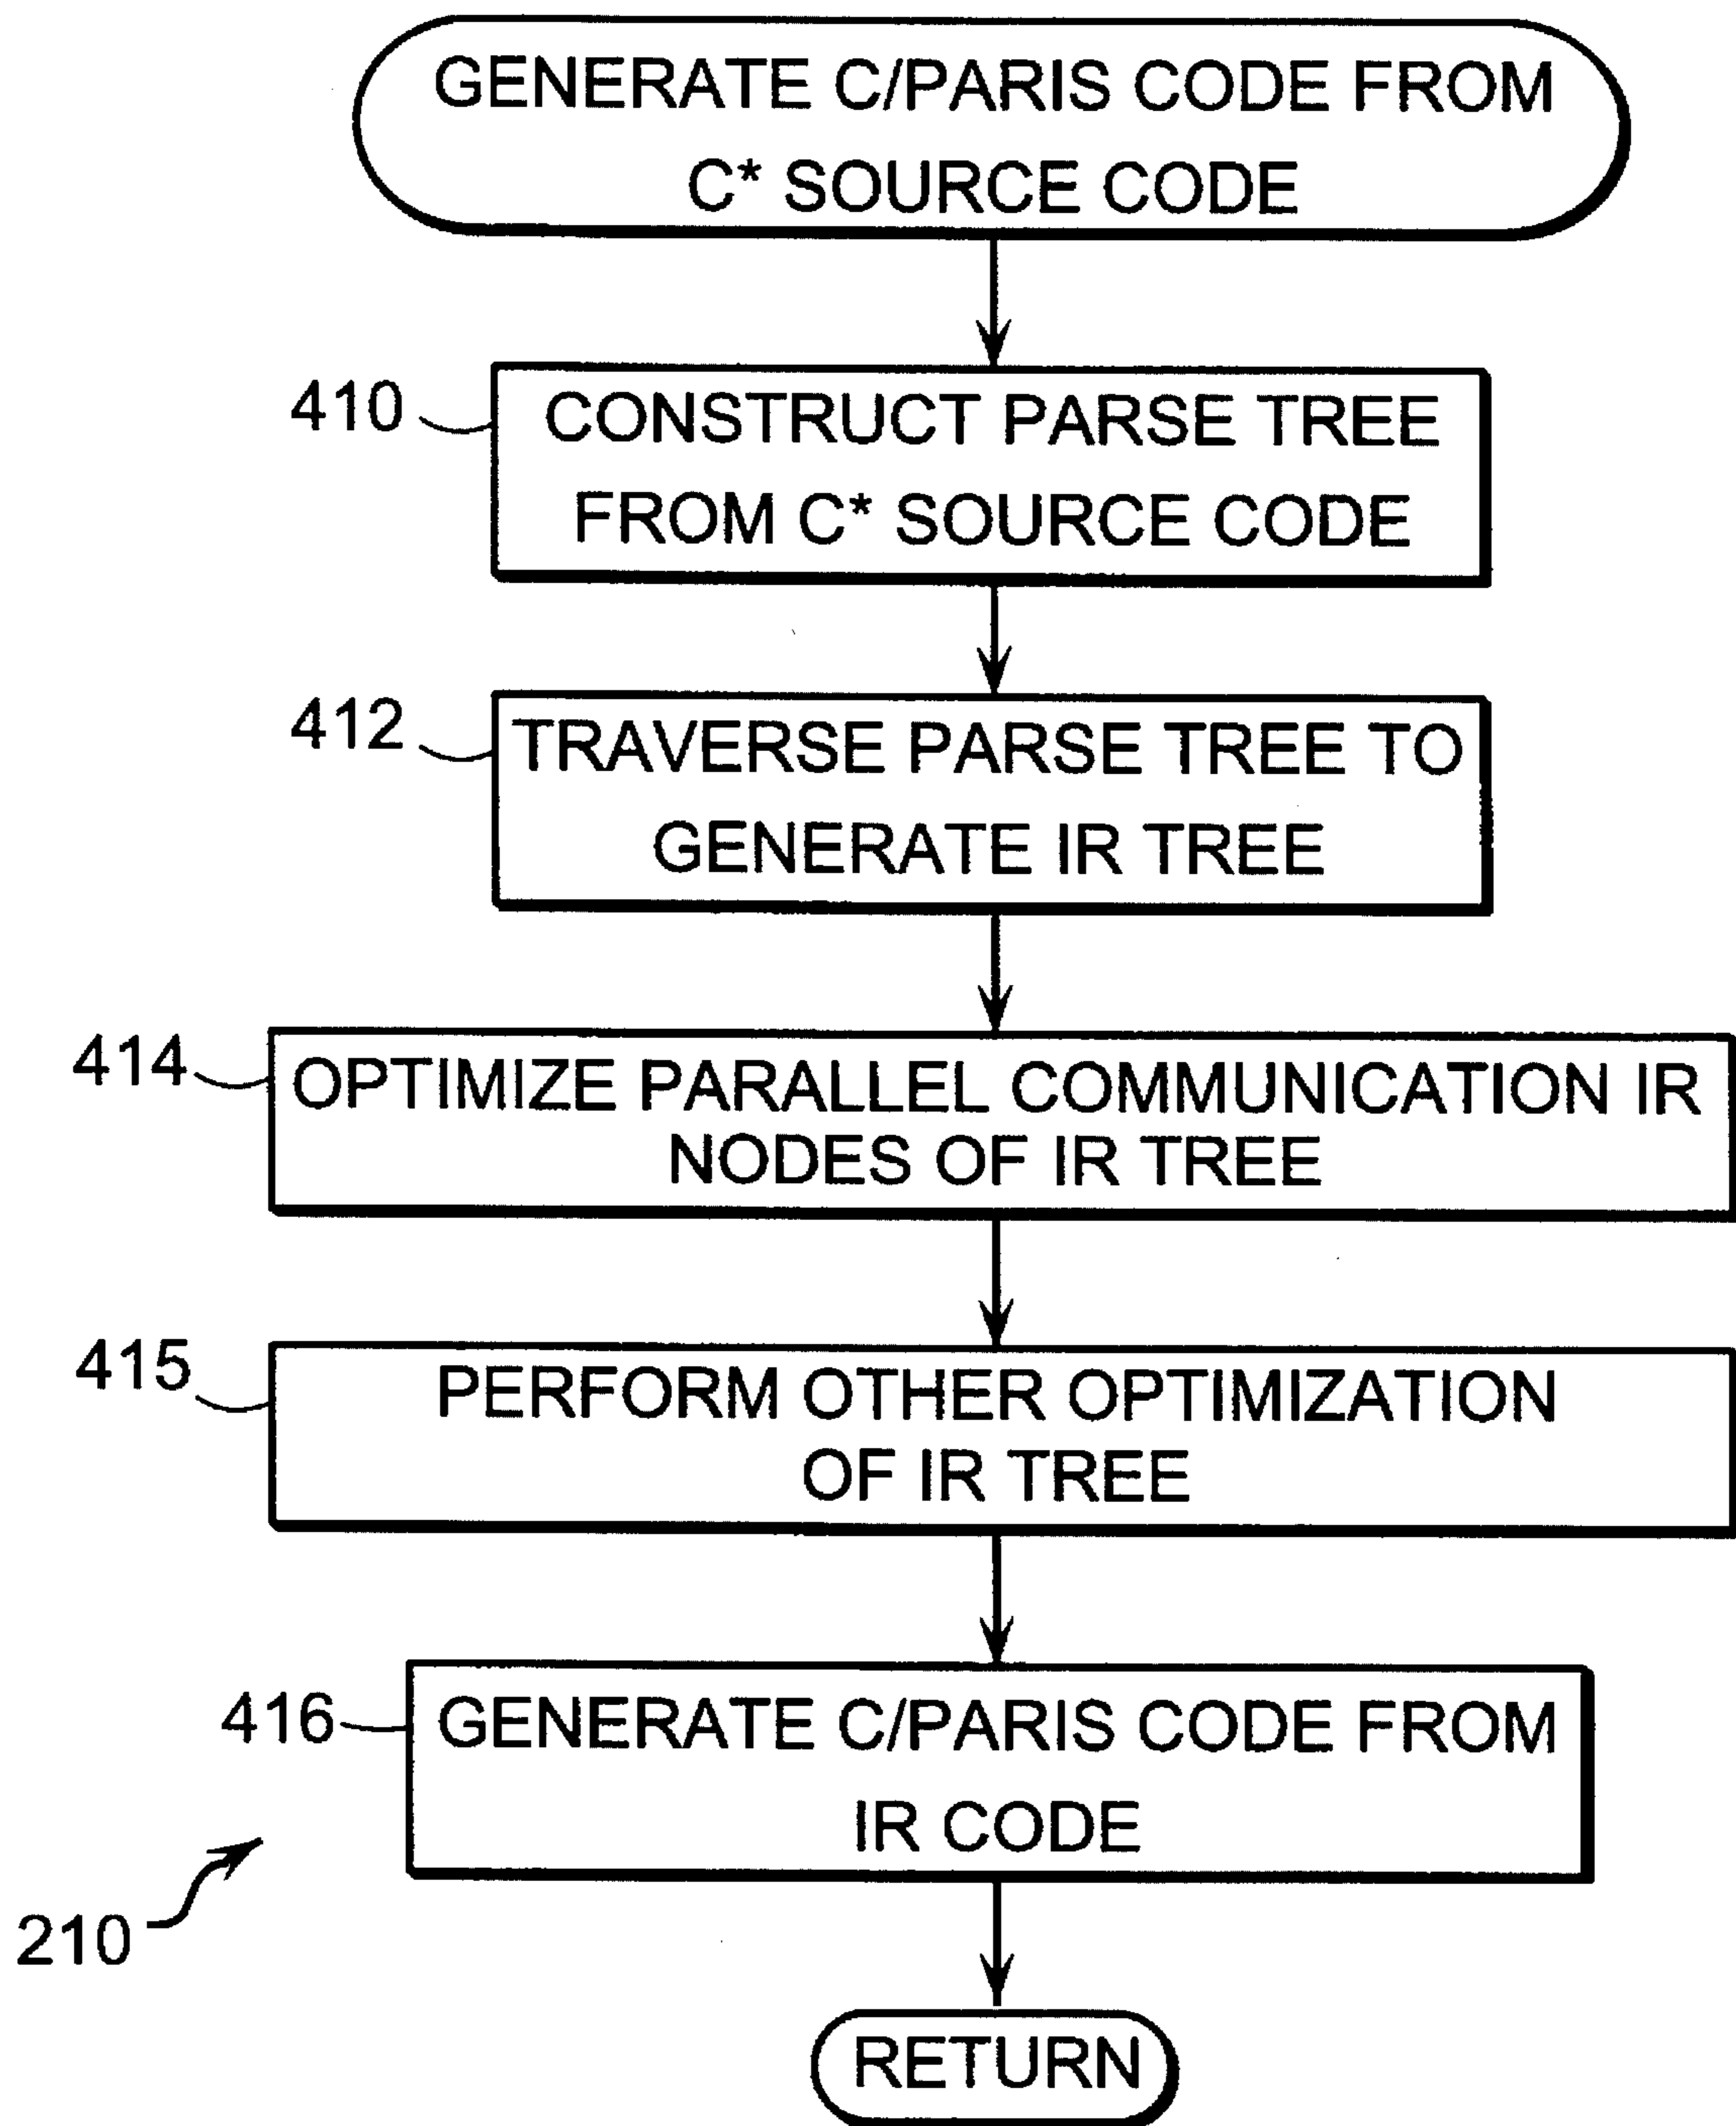 GENERATE C/PARIS CODE FROM
C* SOURCE CODE
410
CONSTRUCT PARSE TREE
FROM C* SOURCE CODE
412
TRAVERSE PARSE TREE TO
GENERATE IR TREE
414
OPTIMIZE PARALLEL COMMUNICATION IR
NODES OF IR TREE
415
PERFORM OTHER OPTIMIZATION
OF IR TREE
416
GENERATE C/PARIS CODE FROM
IR CODE
210
RETURN